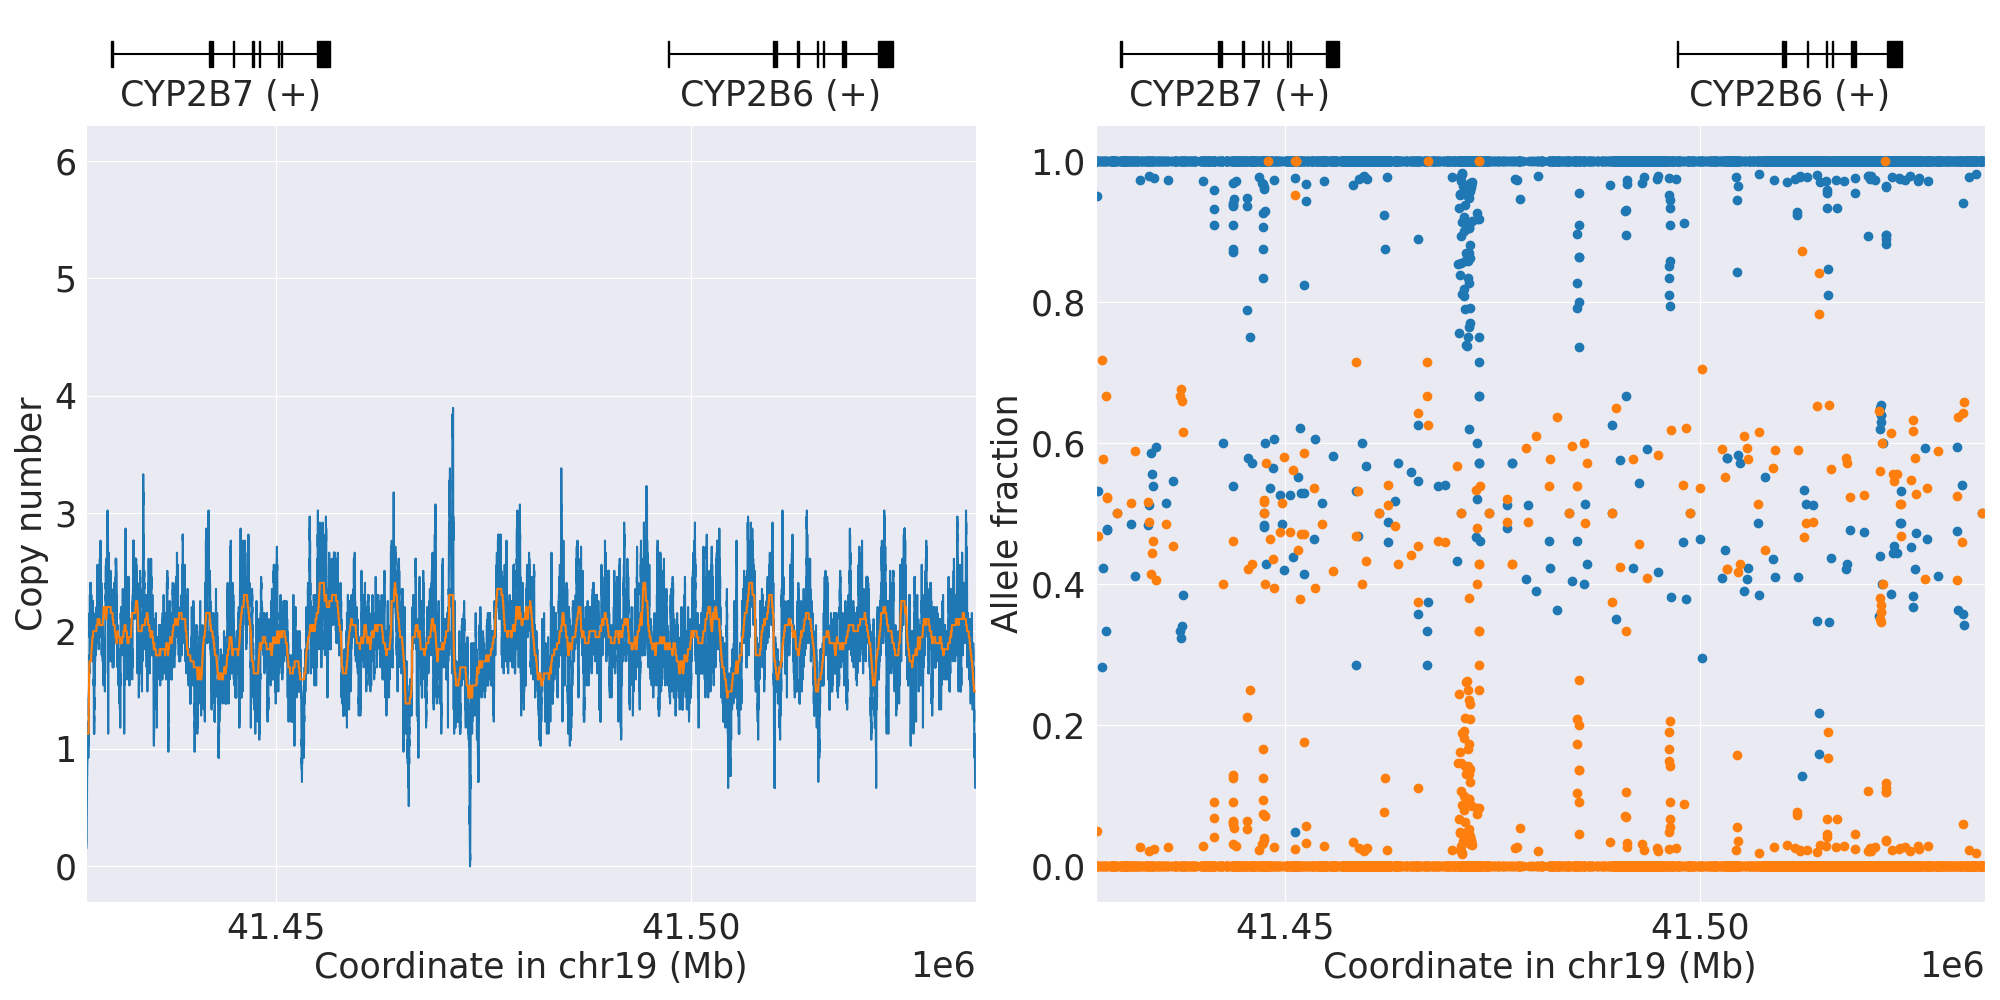 CYP2B7 (+)
CYP2B6 (+)
CYP2B7 (+)
CYP2B6 (+)
6
5
4
3
2
1
0
Copy number
41.45
41.50
Coordinate in chr19 (Mb)
1e6
1.0
0.8
0.6
0.4
0.2
0.0
Allele fraction
41.45
41.50
Coordinate in chr19 (Mb)
1e6